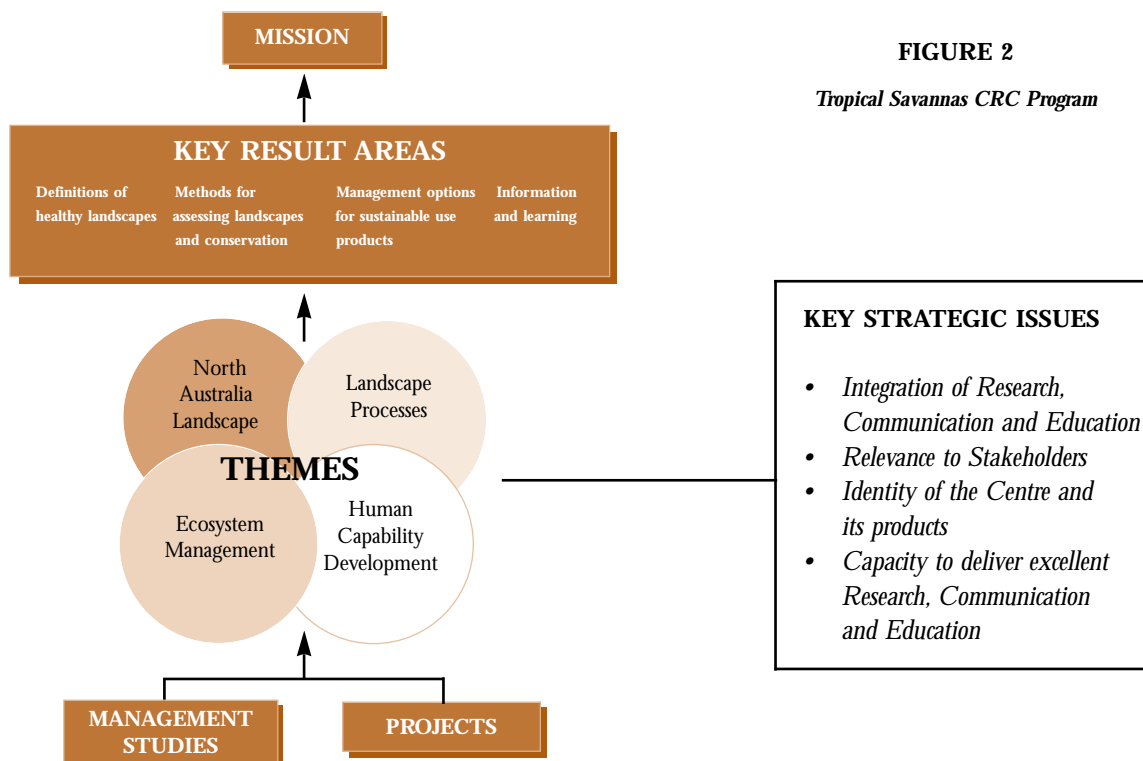 MISSION
FIGURE 2
Tropical Savannas CRC Program
KEY RESULT AREAS
Definitions of
healthy landscapes
Methods for
assessing landscapes
and conservation
Management options
for sustainable use
products
Information
and learning
North
Australia
Landscape
Landscape
Processes
THEMES
Ecosystem
Management
Human
Capability
Development
KEY STRATEGIC ISSUES
• Integration of Research,
Communication and Education
• Relevance to Stakeholders
• Identity of the Centre and
its products
• Capacity to deliver excellent
Research, Communication
and Education
MANAGEMENT
STUDIES
PROJECTS